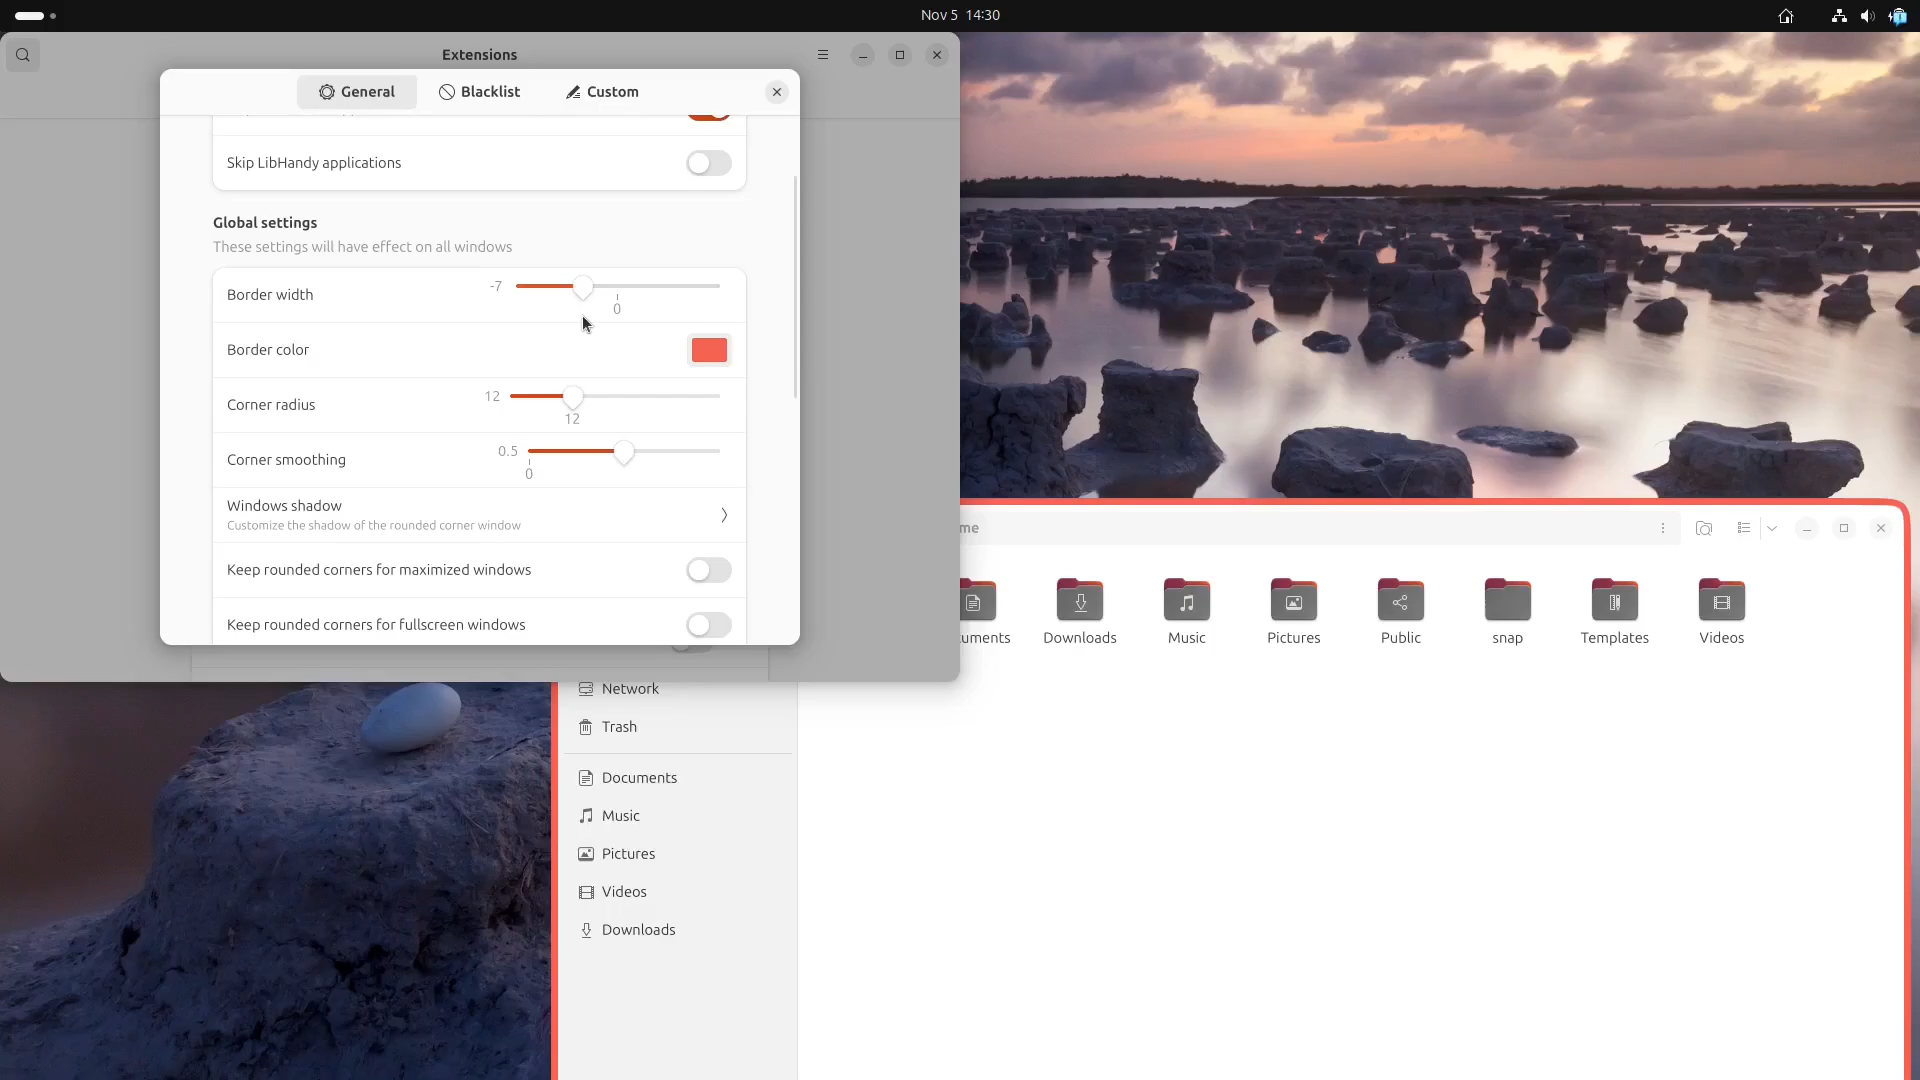 Nov 5 14:30
Extensions
General
Blacklist
Custom
Skip LibHandy applications
Global settings
These settings will have effect on all windows
Border width
-7
0
Border color
Corner radius
12
12
Corner smoothing
0.5
0
Windows shadow
Customize the shadow of the rounded corner window
Keep rounded corners for maximized windows
Keep rounded corners for fullscreen windows
me
uments
Downloads
Music
Pictures
Public
snap
Templates
Videos
Network
Trash
Documents
Music
Pictures
Videos
Downloads